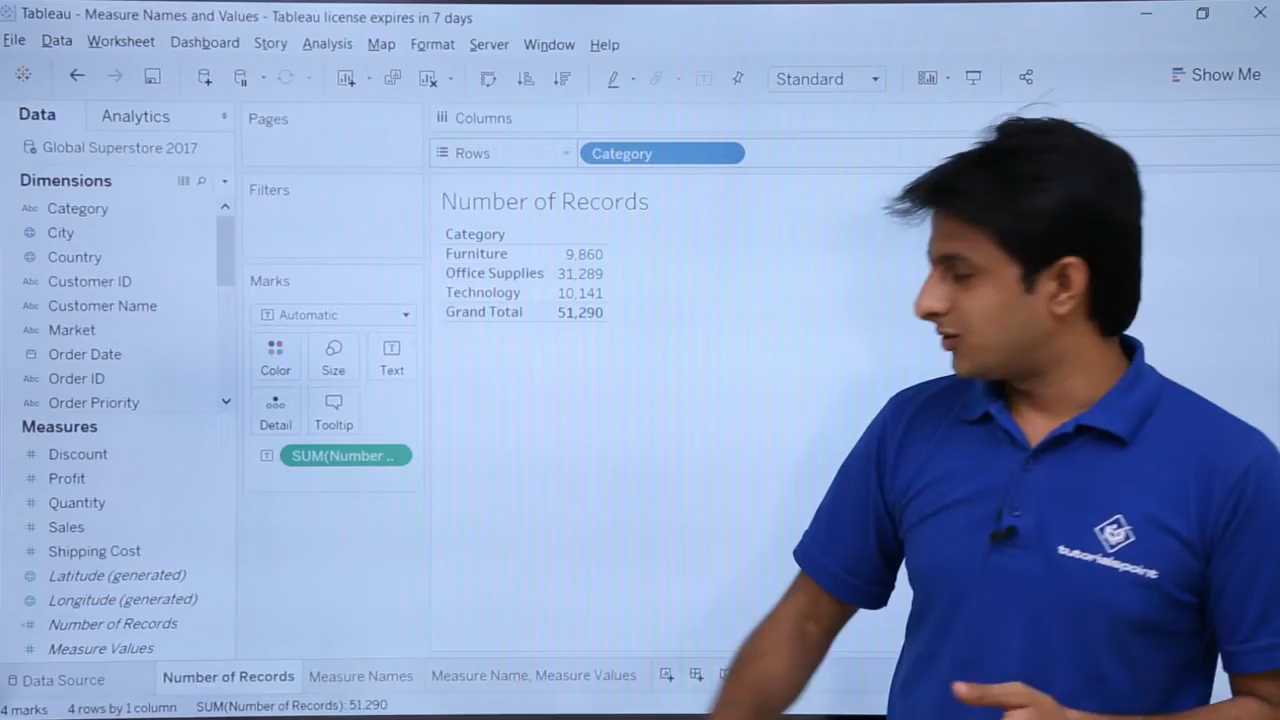 Tableau - Measure Names and Values - Tableau license expires in 7 days
File Data Worksheet Dashboard Story Analysis Map Format Server Window Help
Standard
Show Me
Data Analytics
Global Superstore 2017
Dimensions
Abc Category
City
Country
Abc Customer ID
Abc Customer Name
Abc Market
Order Date
Abc Order ID
Abc Order Priority
Measures
# Discount
# Profit
# Quantity
# Sales
# Shipping Cost
Latitude (generated)
Longitude (generated)
# Number of Records
# Measure Values
Pages
Filters
Marks
Automatic
Color Size Text
Detail Tooltip
SUM(Number ..
Columns
Rows Category
Number of Records
Category
Furniture 9,860
Office Supplies 31,289
Technology 10,141
Grand Total 51,290
tutorialspoint
Data Source Number of Records Measure Names Measure Name, Measure Values
4 marks 4 rows by 1 column SUM(Number of Records): 51,290